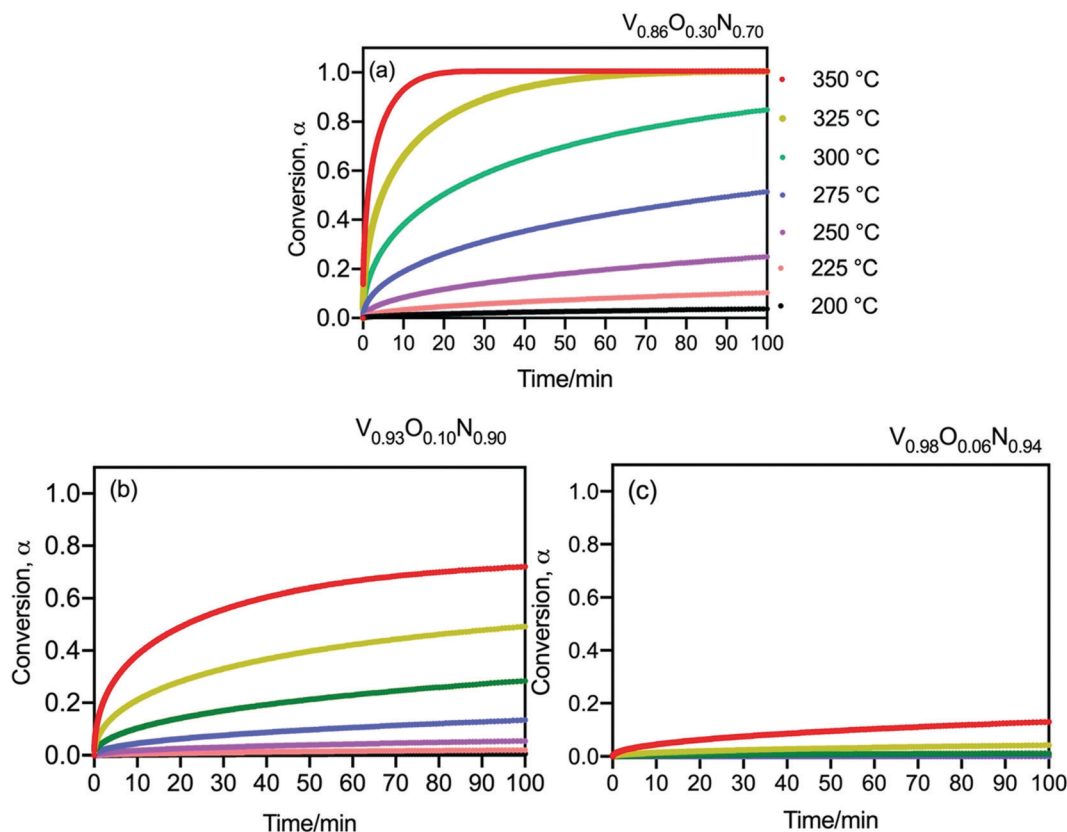 V0.86O0.30N0.70
(a)
1.0
0.8
0.6
0.4
0.2
0.0
Conversion, α
0 10 20 30 40 50 60 70 80 90 100
Time/min
350 °C
325 °C
300 °C
275 °C
250 °C
225 °C
200 °C
V0.93O0.10N0.90
(b)
1.0
0.8
0.6
0.4
0.2
0.0
Conversion, α
0 10 20 30 40 50 60 70 80 90 100
Time/min
V0.98O0.06N0.94
(c)
1.0
0.8
0.6
0.4
0.2
0.0
Conversion, α
0 10 20 30 40 50 60 70 80 90 100
Time/min